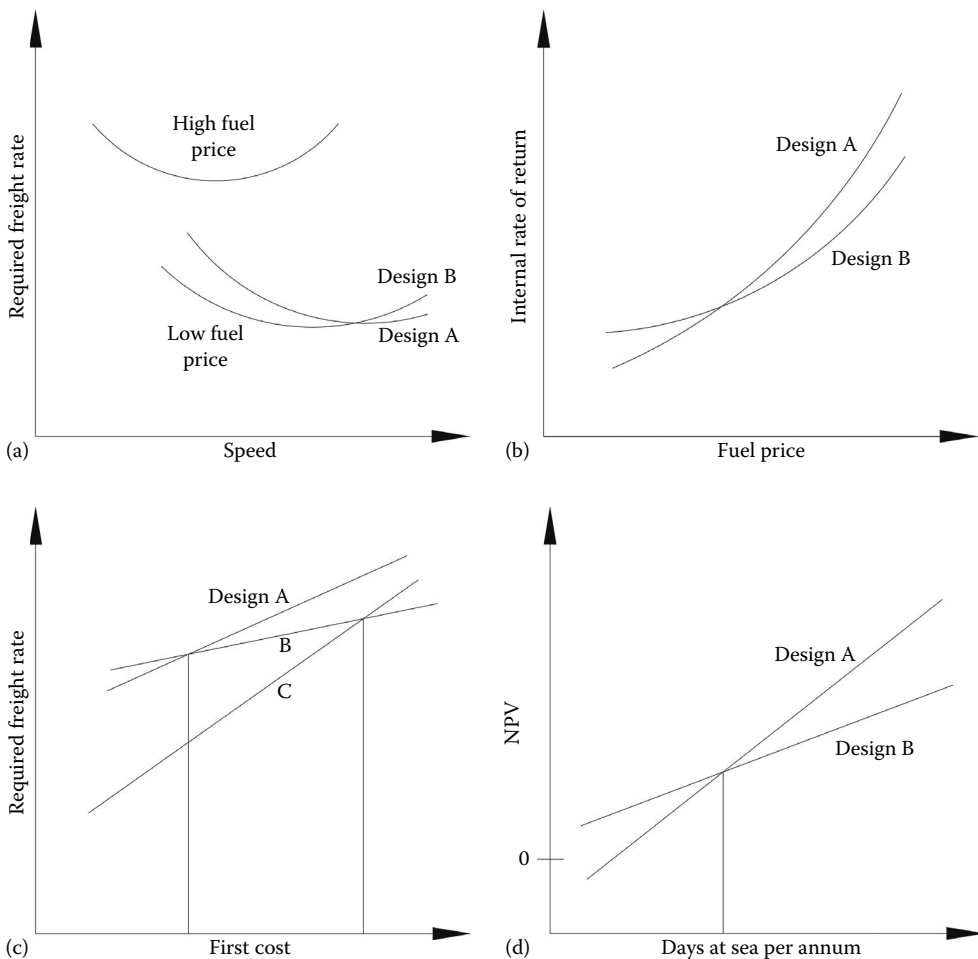 Required freight rate
High fuel
price
Design B
Low fuel
price
Design A
(a)
Speed
Internal rate of return
Design A
Design B
(b)
Fuel price
Required freight rate
Design A
B
C
(c)
First cost
NPV
Design A
Design B
0
(d)
Days at sea per annum